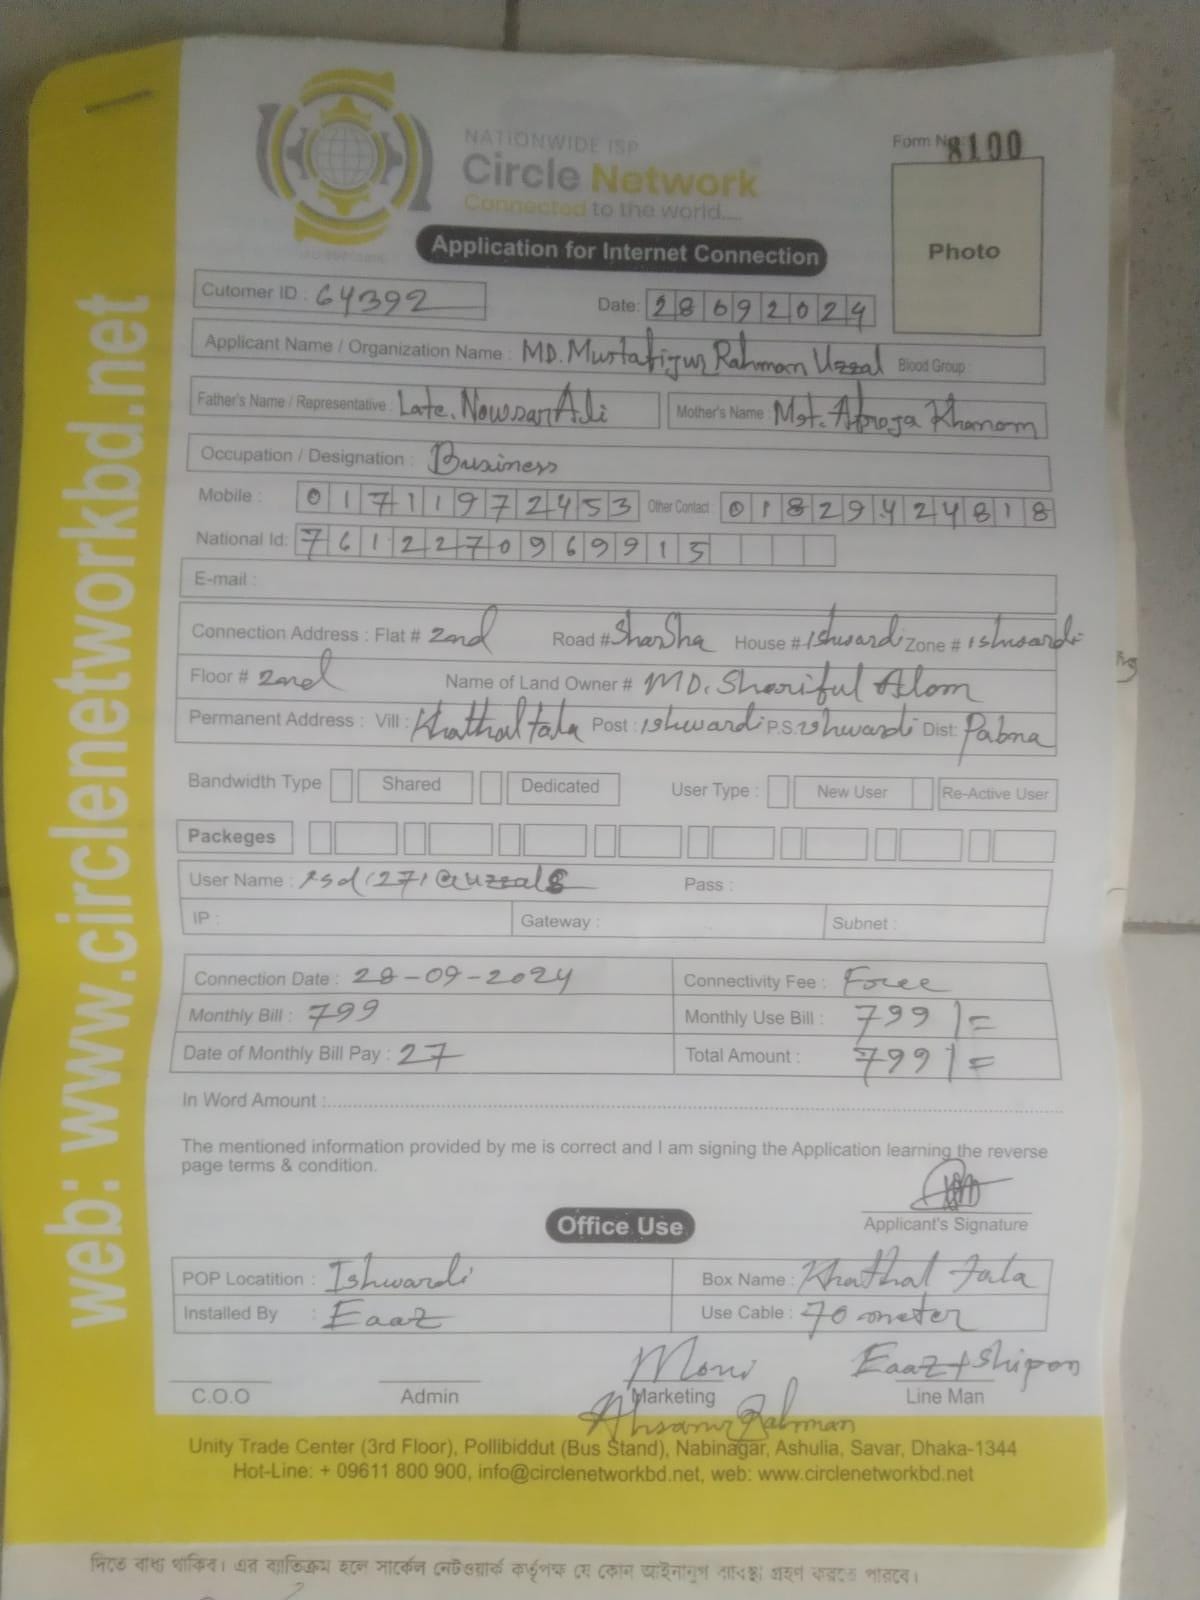 NATIONWIDE ISP
Circle Network
Connected to the world....
Form No: 8100
Photo
Application for Internet Connection
Cutomer ID : 64392
Date: 28092024
Applicant Name / Organization Name : MD. Mustafigur Rahman Uzzal Blood Group :
Father's Name / Representative : Late. Nowsar Ali Mother's Name : Mst. Afroja Khanom
Occupation / Designation : Business
Mobile : 01711972453 Other Contact 01829424818
National Id: 7612270969915
E-mail :
Connection Address : Flat # 2nd Road # SharSha House # Ishwardi Zone # Ishwardi
Floor # 2nd Name of Land Owner # MD. Shariful Alom
Permanent Address : Vill : Khathal tala Post : Ishwardi P.S: Ishwardi Dist: Pabna
Bandwidth Type Shared Dedicated User Type : New User Re-Active User
Packeges
User Name : Pass :
IP : Gateway : Subnet :
Connection Date : 28-09-2024 Connectivity Fee : Free
Monthly Bill : 799 Monthly Use Bill : 799/=
Date of Monthly Bill Pay : 27 Total Amount : 799/=
In Word Amount :
The mentioned information provided by me is correct and I am signing the Application learning the reverse
page terms & condition.
Applicant's Signature
Office Use
POP Locatition : Ishwardi Box Name : Khathal tala
Installed By : Eaaz Use Cable : 70 meter
Moni Eaaz + Shipon
C.O.O Admin Marketing Line Man
Ahsanur Rahman
Unity Trade Center (3rd Floor), Pollibiddut (Bus Stand), Nabinagar, Ashulia, Savar, Dhaka-1344
Hot-Line: + 09611 800 900, info@circlenetworkbd.net, web: www.circlenetworkbd.net
web: www.circlenetworkbd.net
দিতে বাধ্য থাকিব। এর ব্যতিক্রম হলে সার্কেল নেটওয়ার্ক কর্তৃপক্ষ যে কোন আইনানুগ ব্যবস্থা গ্রহণ করতে পারবে।